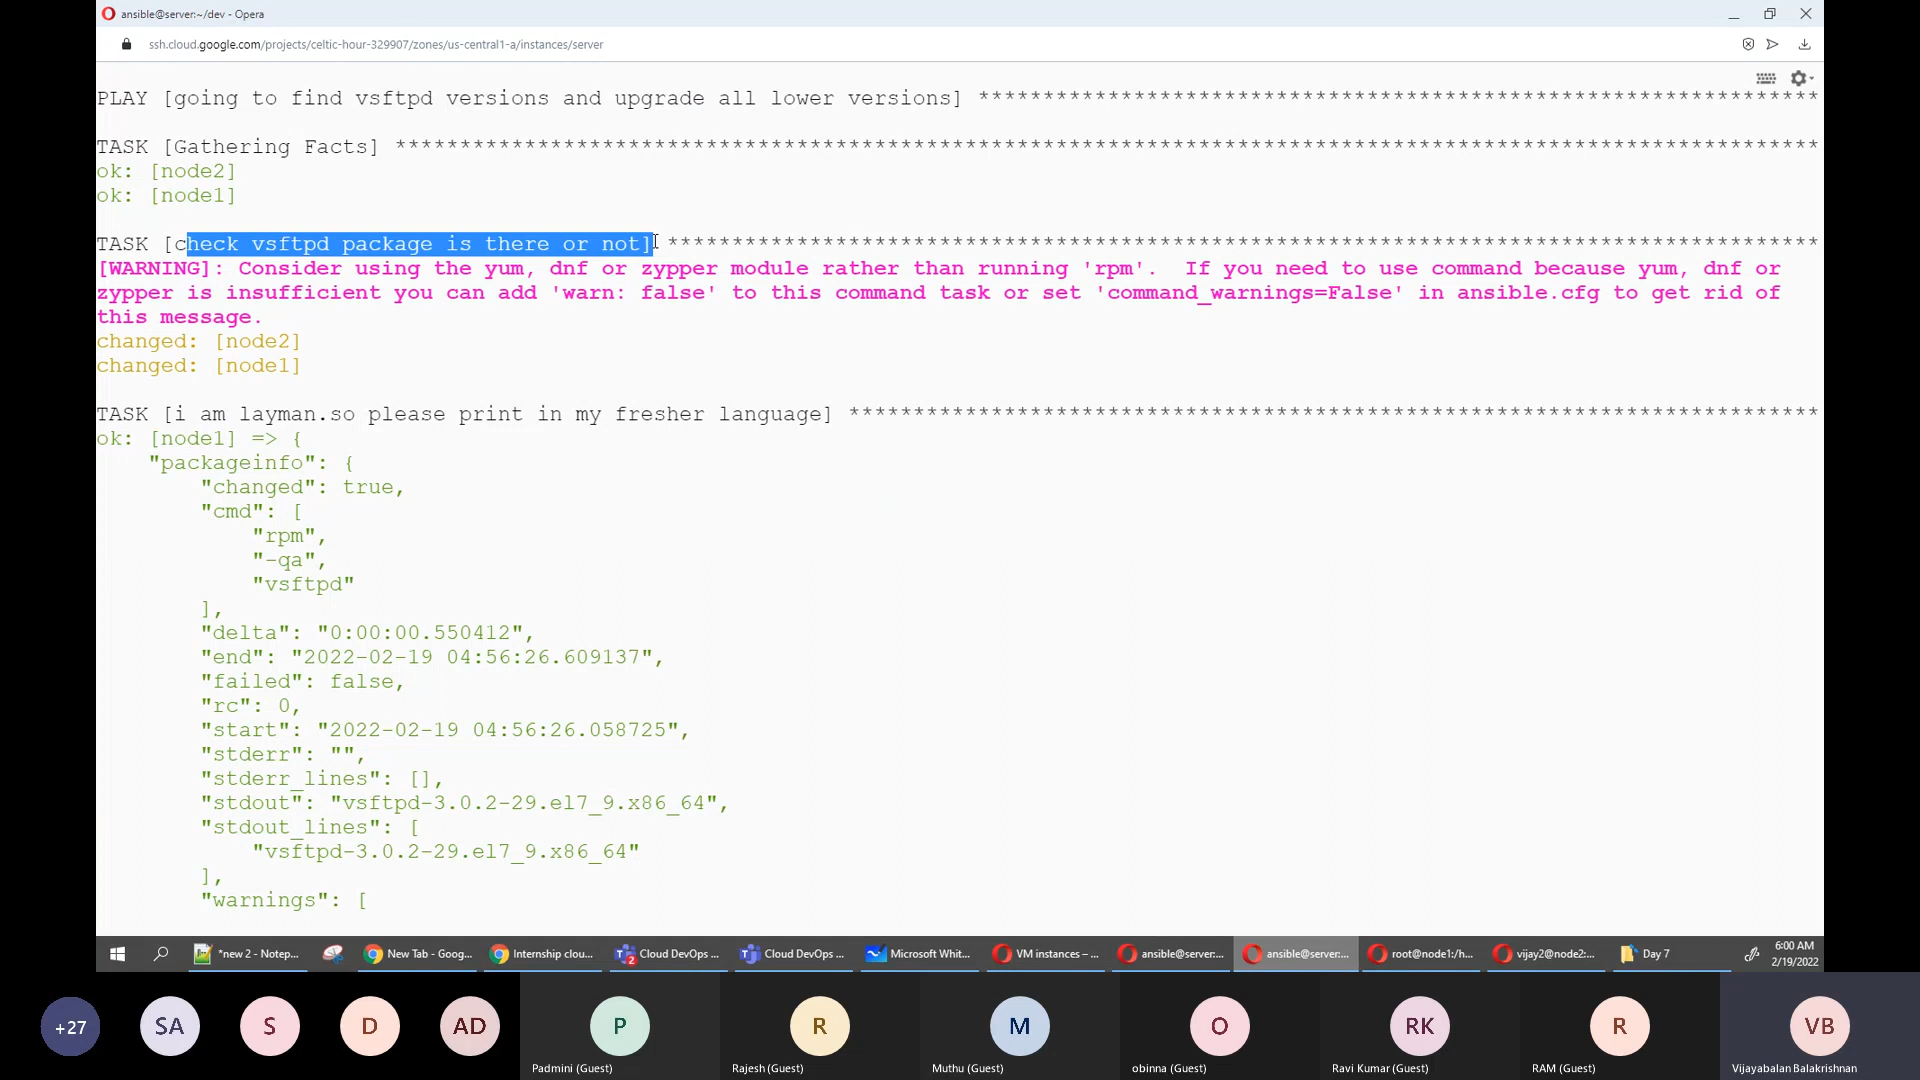 ansible@server:~/dev - Opera
ssh.cloud.google.com/projects/celtic-hour-329907/zones/us-central1-a/instances/server
PLAY [going to find vsftpd versions and upgrade all lower versions] *****************************************************************
TASK [Gathering Facts] **************************************************************************************************************
ok: [node2]
ok: [node1]
TASK [check vsftpd package is there or not] *****************************************************************************************
[WARNING]: Consider using the yum, dnf or zypper module rather than running 'rpm'.  If you need to use command because yum, dnf or
zypper is insufficient you can add 'warn: false' to this command task or set 'command_warnings=False' in ansible.cfg to get rid of
this message.
changed: [node2]
changed: [node1]
TASK [i am layman.so please print in my fresher language] ***************************************************************************
ok: [node1] => {
    "packageinfo": {
        "changed": true,
        "cmd": [
            "rpm",
            "-qa",
            "vsftpd"
        ],
        "delta": "0:00:00.550412",
        "end": "2022-02-19 04:56:26.609137",
        "failed": false,
        "rc": 0,
        "start": "2022-02-19 04:56:26.058725",
        "stderr": "",
        "stderr_lines": [],
        "stdout": "vsftpd-3.0.2-29.el7_9.x86_64",
        "stdout_lines": [
            "vsftpd-3.0.2-29.el7_9.x86_64"
        ],
        "warnings": [
*new 2 - Notep... New Tab - Goog... Internship clou... 2 Cloud DevOps ... Cloud DevOps ... Microsoft Whit... VM instances – ... ansible@server:... ansible@server:... root@node1:/h... vijay2@node2:... Day 7 6:00 AM
2/19/2022
+27 SA S D AD P R M O RK R VB
Padmini (Guest) Rajesh (Guest) Muthu (Guest) obinna (Guest) Ravi Kumar (Guest) RAM (Guest) Vijayabalan Balakrishnan